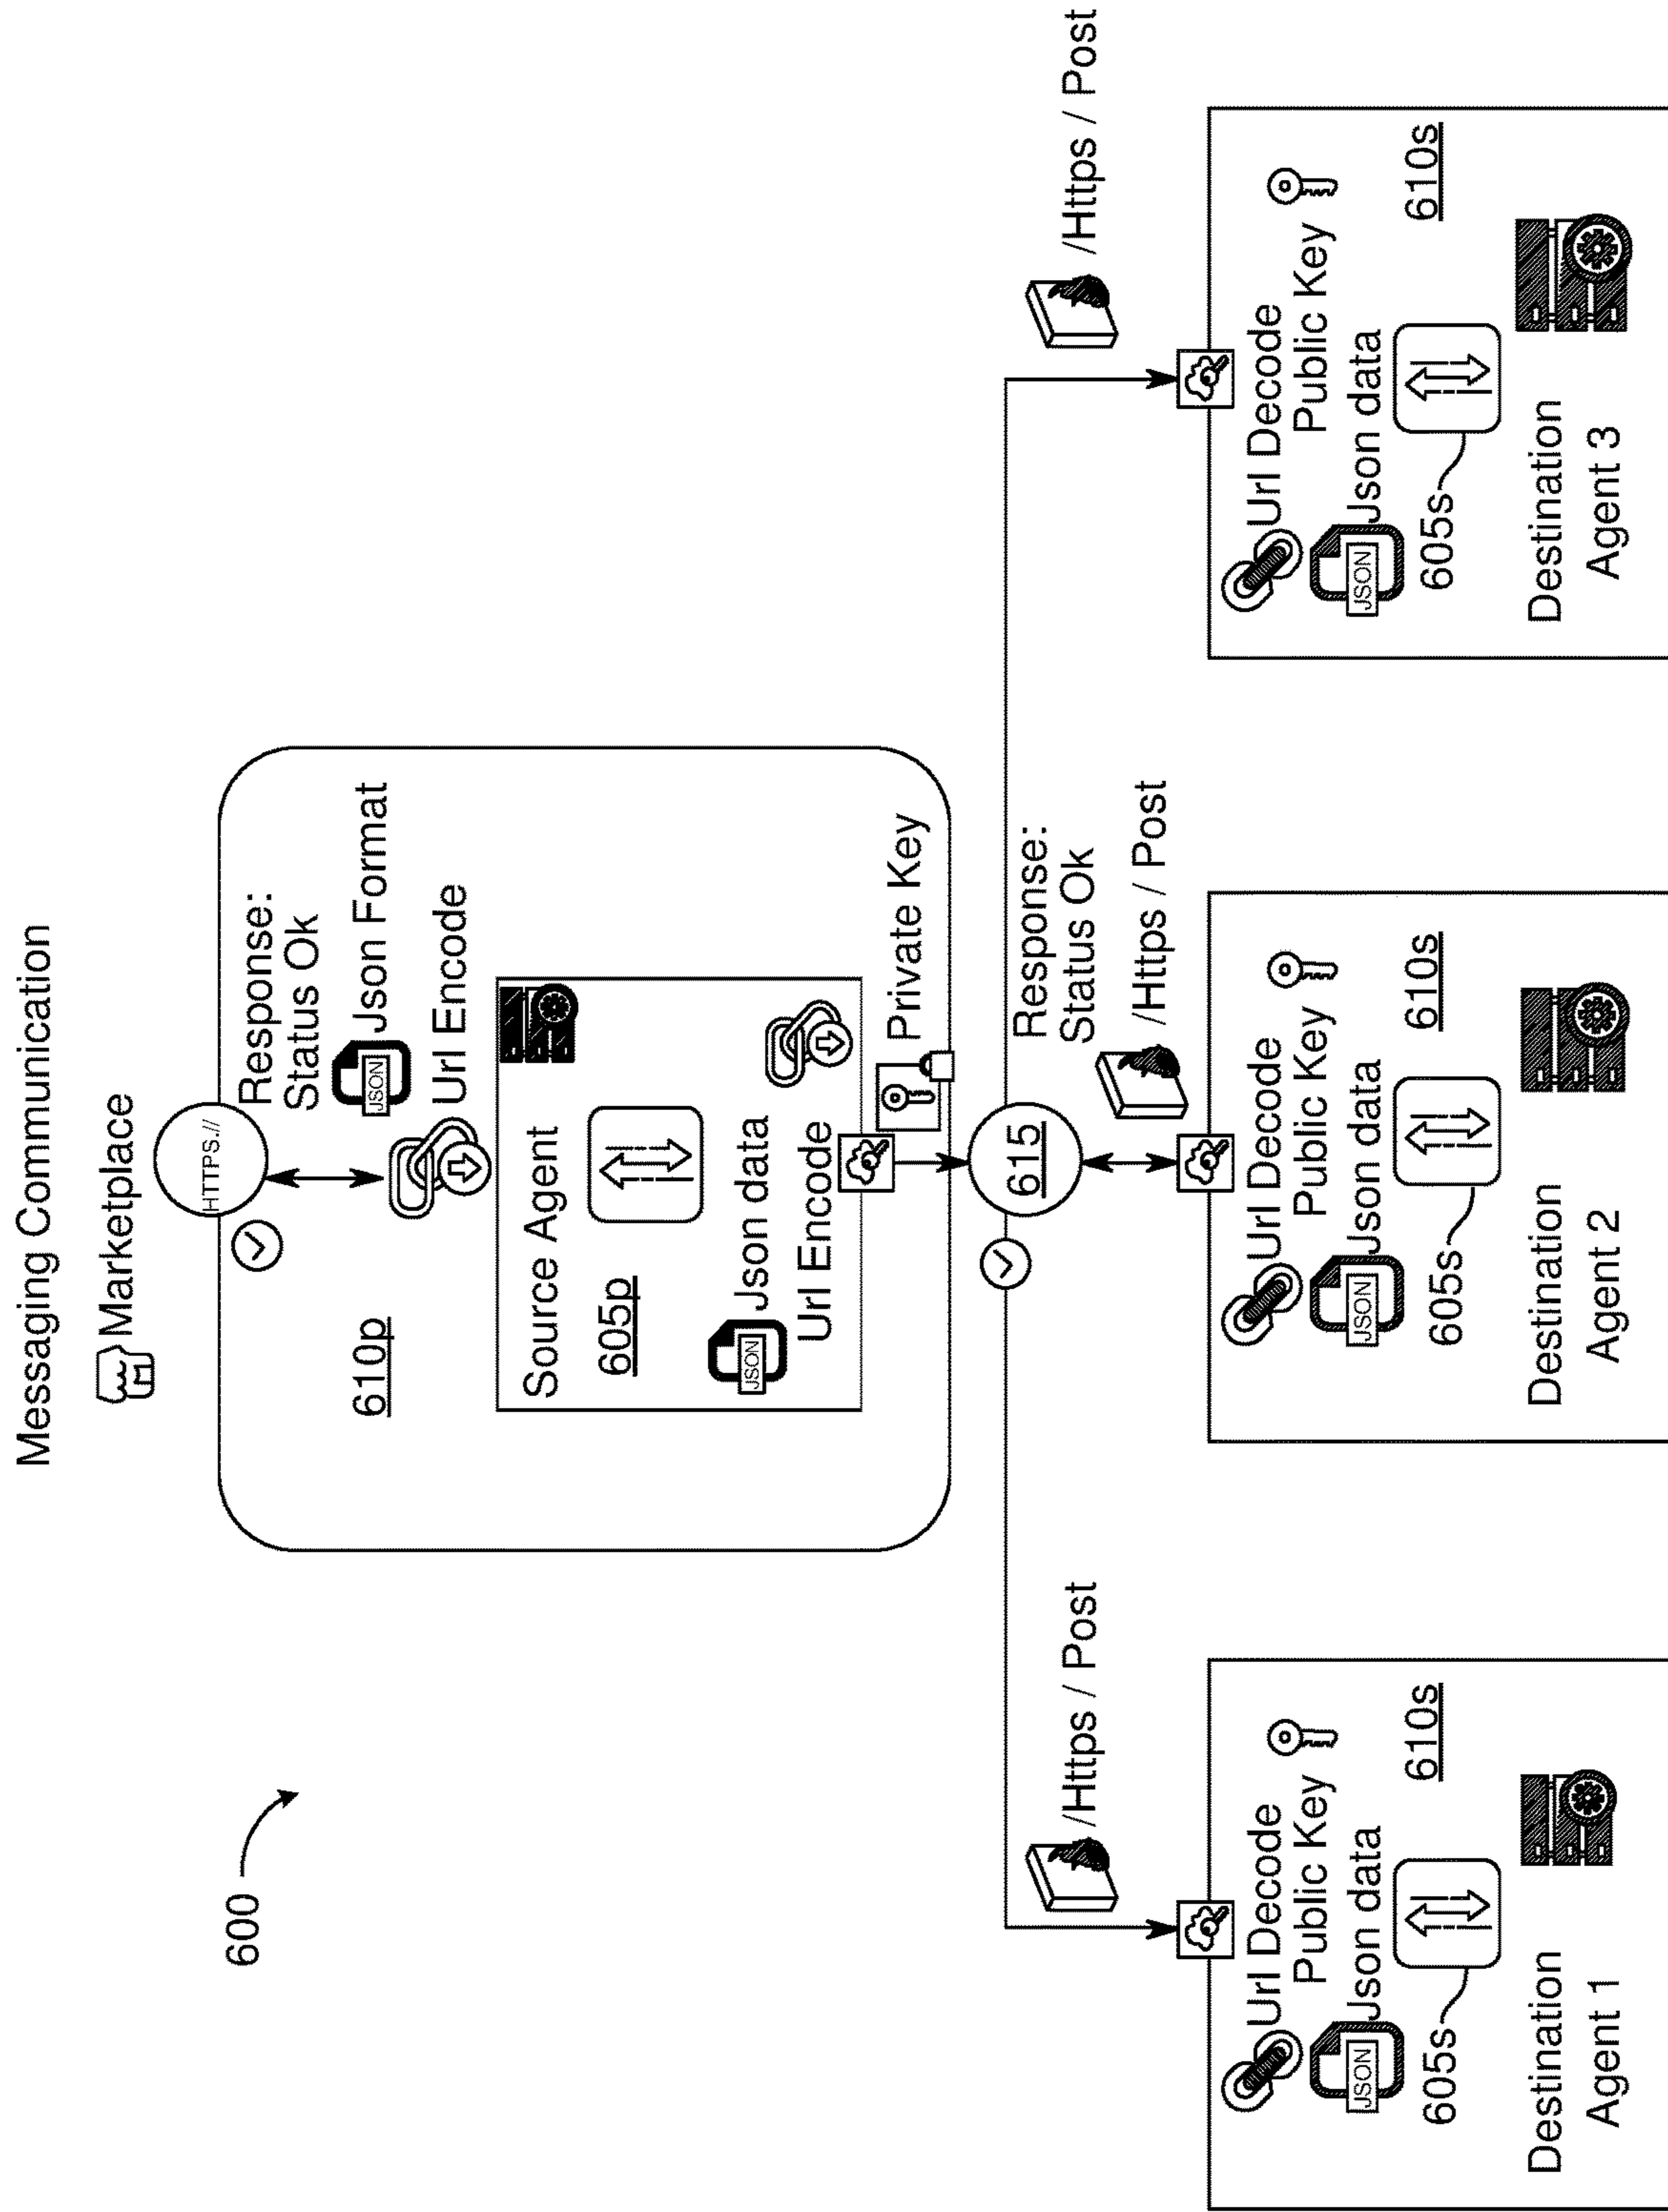 Messaging Communication
Marketplace
600
HTTPS.//
Response:
Status Ok
610p
JSON
Json Format
Url Encode
Source Agent
605p
JSON
Json data
Url Encode
Private Key
615
Response:
Status Ok
/Https / Post
/Https / Post
/Https / Post
Url Decode
Public Key
JSON
Json data
605s
610s
Destination
Agent 1
Url Decode
Public Key
JSON
Json data
605s
610s
Destination
Agent 2
Url Decode
Public Key
JSON
Json data
605s
610s
Destination
Agent 3